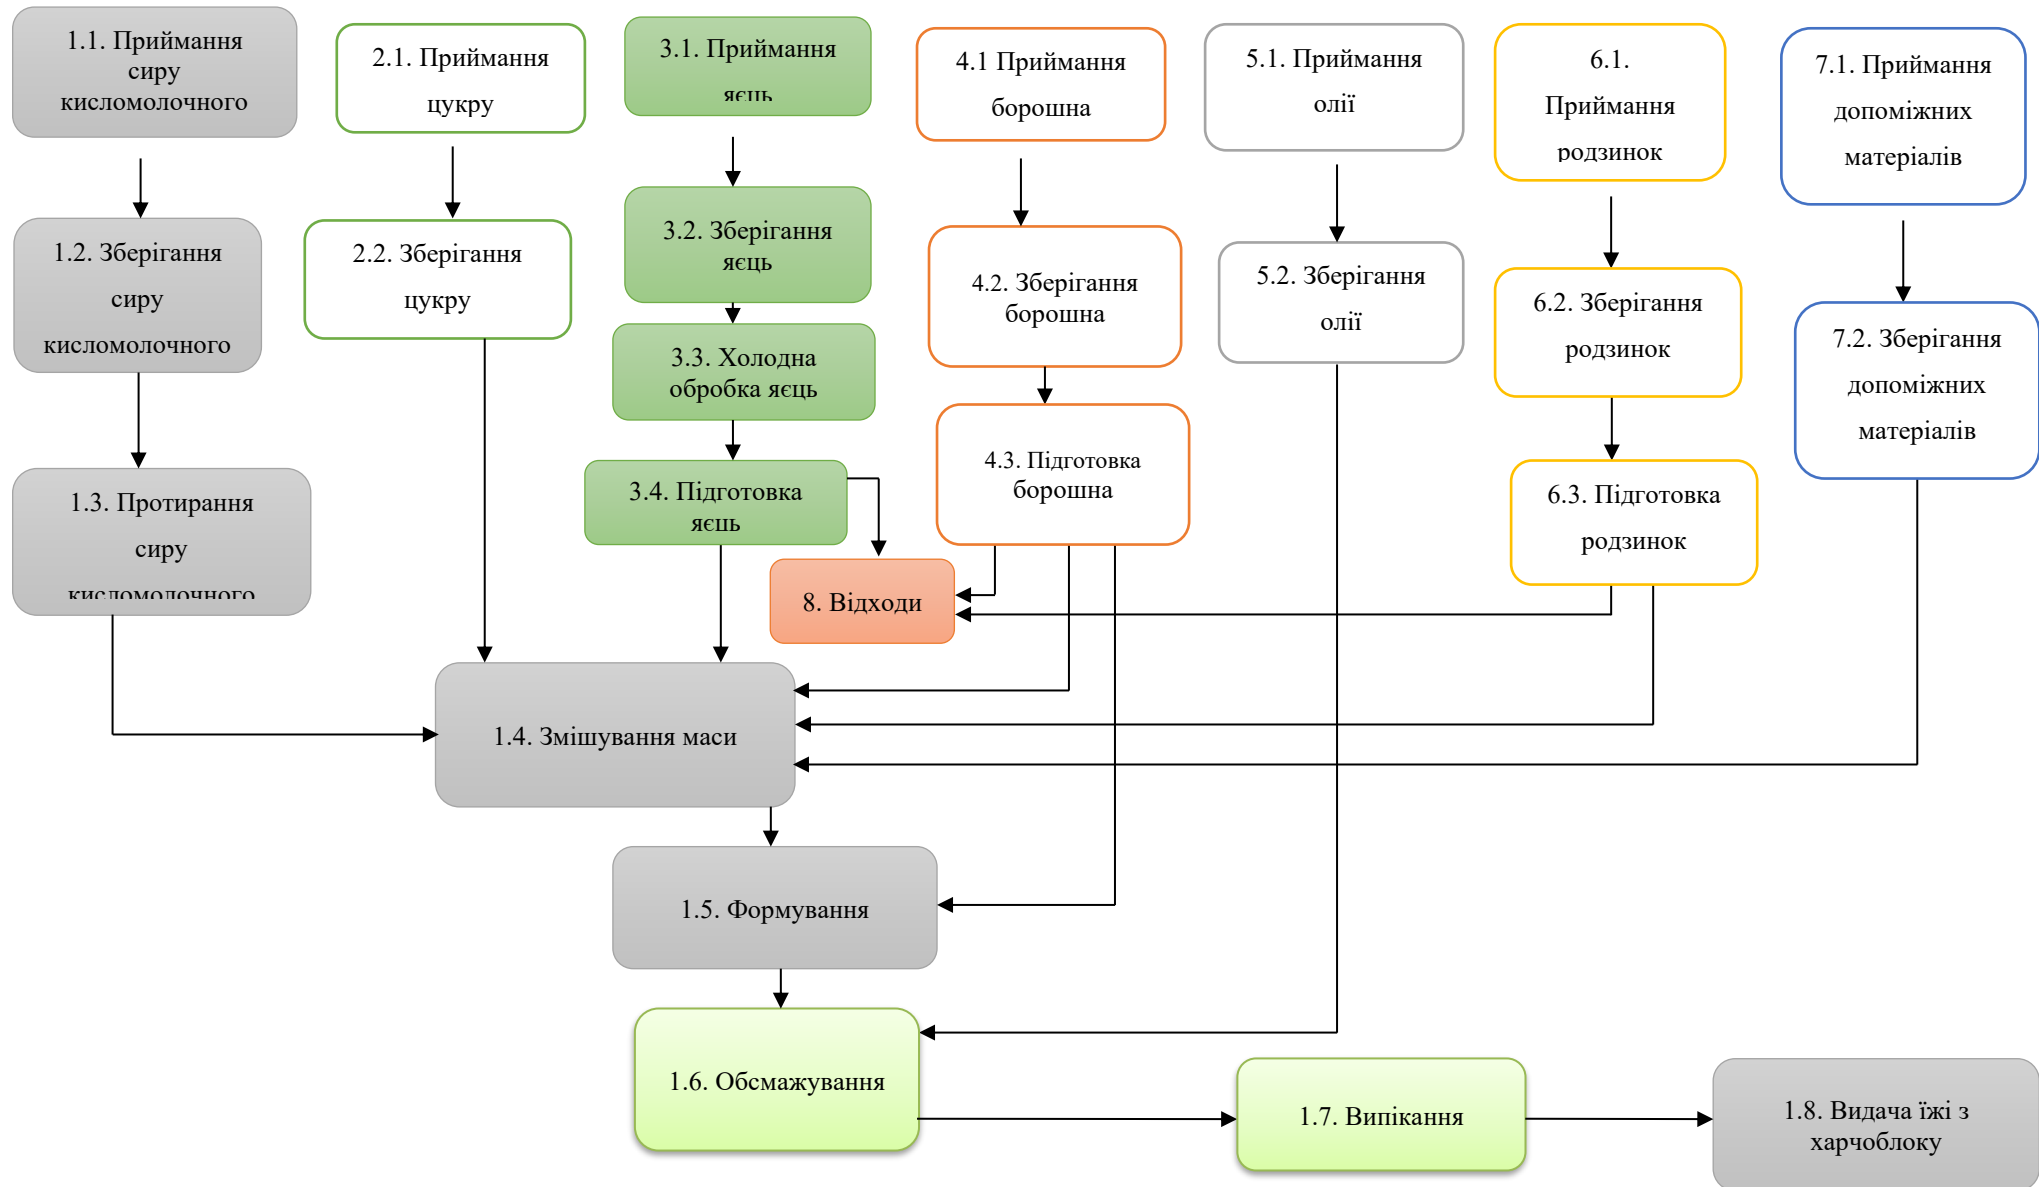 1.1. Приймання
сиру
кисломолочного
2.1. Приймання
цукру
3.1. Приймання
яєць
4.1 Приймання
борошна
5.1. Приймання
олії
6.1.
Приймання
родзинок
7.1. Приймання
допоміжних
матеріалів
1.2. Зберігання
сиру
кисломолочного
2.2. Зберігання
цукру
3.2. Зберігання
яєць
4.2. Зберігання
борошна
5.2. Зберігання
олії
6.2. Зберігання
родзинок
7.2. Зберігання
допоміжних
матеріалів
3.3. Холодна
обробка яєць
1.3. Протирання
сиру
кисломолочного
3.4. Підготовка
яєць
4.3. Підготовка
борошна
6.3. Підготовка
родзинок
8. Відходи
1.4. Змішування маси
1.5. Формування
1.6. Обсмажування
1.7. Випікання
1.8. Видача їжі з
харчоблоку